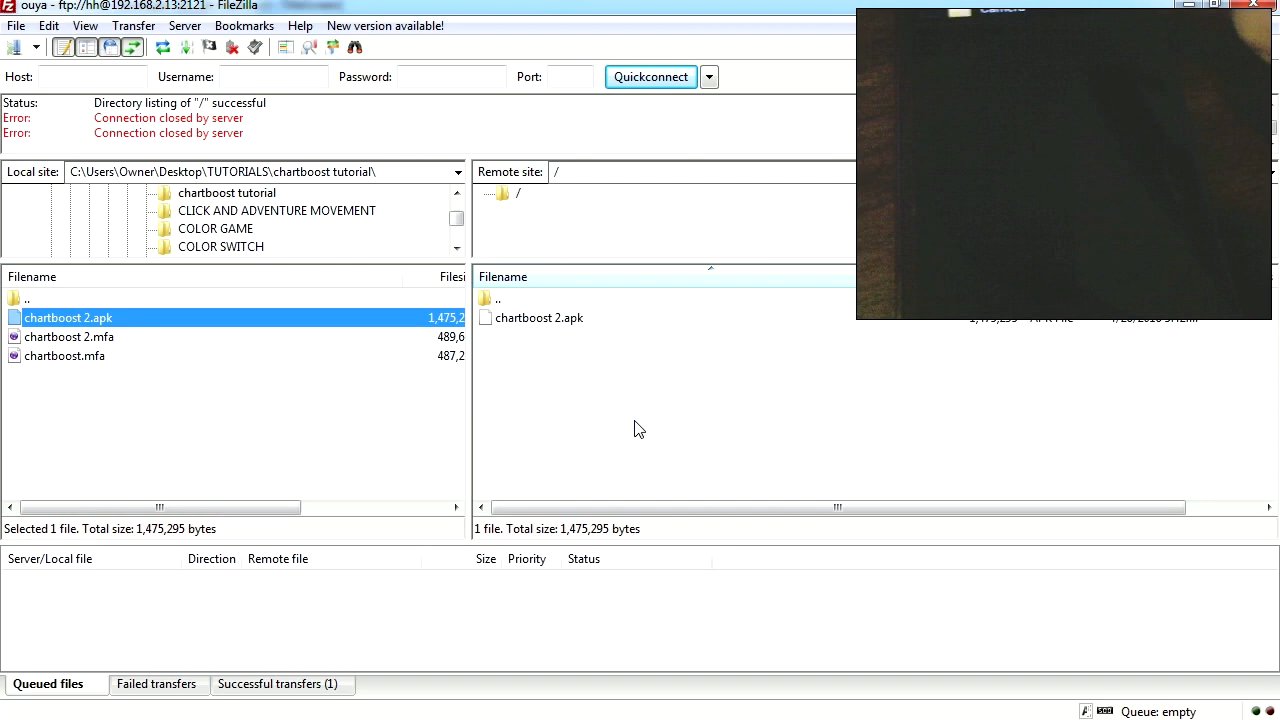 ouya - ftp://hh@192.168.2.13:2121 - FileZilla
File Edit View Transfer Server Bookmarks Help New version available!
Host: Username: Password: Port: Quickconnect
Status: Directory listing of "/" successful
Error: Connection closed by server
Error: Connection closed by server
Local site: C:\Users\Owner\Desktop\TUTORIALS\chartboost tutorial\
Remote site: /
chartboost tutorial
CLICK AND ADVENTURE MOVEMENT
COLOR GAME
COLOR SWITCH
/
Filename Filesi
..
chartboost 2.apk 1,475,2
chartboost 2.mfa 489,6
chartboost.mfa 487,2
Selected 1 file. Total size: 1,475,295 bytes
Filename
..
chartboost 2.apk
1 file. Total size: 1,475,295 bytes
Server/Local file Direction Remote file Size Priority Status
Queued files Failed transfers Successful transfers (1)
Queue: empty